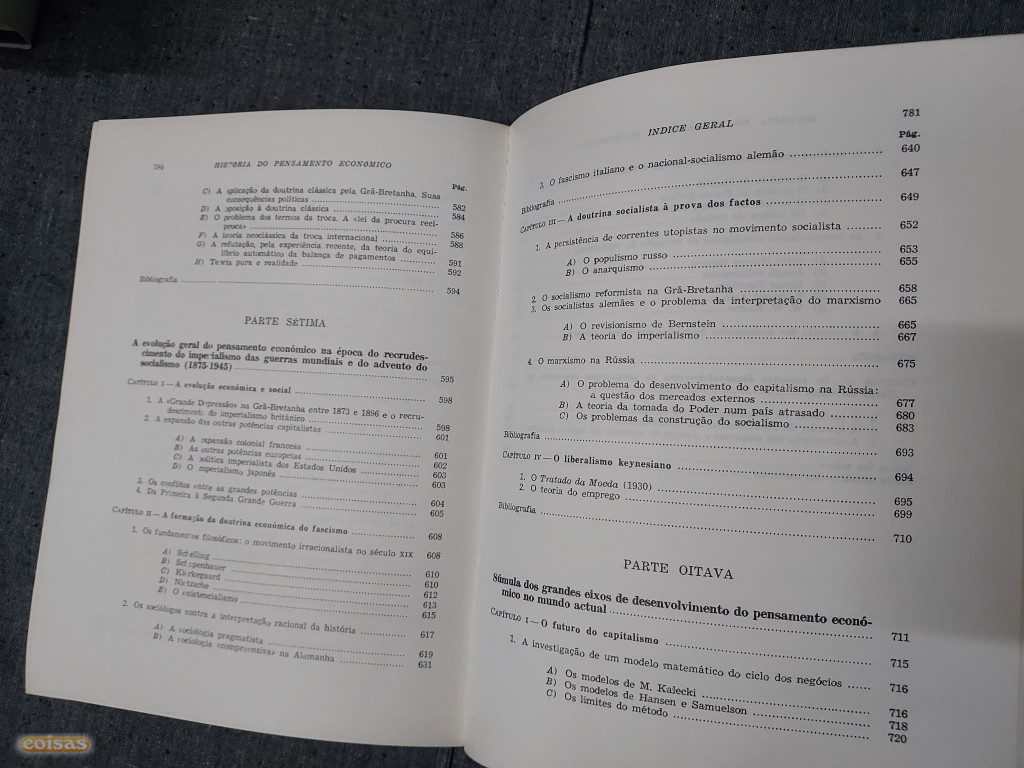 780 HISTÓRIA DO PENSAMENTO ECONÓMICO
Pág.
C) A aplicação da doutrina clássica pela Grã-Bretanha. Suas
consequências políticas ........ 582
D) A oposição à doutrina clássica ........ 584
E) O problema dos termos da troca. A «lei da procura recí-
proca» ........ 586
F) A teoria neoclássica da troca internacional ........ 588
G) A refutação, pela experiência recente, da teoria do equi-
líbrio automático da balança de pagamentos ........ 591
H) Teoria pura e realidade ........ 592
Bibliografia ........ 594
PARTE SÉTIMA
A evolução geral do pensamento económico na época do recrudes-
cimento do imperialismo das guerras mundiais e do advento do
socialismo (1875-1945) ........ 595
CAPÍTULO I — A evolução económica e social ........ 598
1. A «Grande Depressão» na Grã-Bretanha entre 1873 e 1896 e o recru-
descimento do imperialismo britânico ........ 598
2. A expansão das outras potências capitalistas ........ 601
A) A expansão colonial francesa ........ 601
B) As outras potências europeias ........ 602
C) A política imperialista dos Estados Unidos ........ 603
D) O imperialismo japonês ........ 603
3. Os conflitos entre as grandes potências ........ 604
4. Da Primeira à Segunda Grande Guerra ........ 605
CAPÍTULO II — A formação da doutrina económica do fascismo ........ 608
1. Os fundamentos filosóficos: o movimento irracionalista no século XIX 608
A) Schelling ........ 610
B) Schopenhauer ........ 610
C) Kierkegaard ........ 612
D) Nietzsche ........ 613
E) O existencialismo ........ 615
2. Os sociólogos contra a interpretação racional da história ........ 617
A) A sociologia pragmatista ........ 619
B) A sociologia «compreensiva» na Alemanha ........ 631
INDICE GERAL 781
Pág.
3. O fascismo italiano e o nacional-socialismo alemão ........ 640
Bibliografia ........ 647
CAPÍTULO III — A doutrina socialista à prova dos factos ........ 649
1. A persistência de correntes utopistas no movimento socialista ........ 652
A) O populismo russo ........ 653
B) O anarquismo ........ 655
2. O socialismo reformista na Grã-Bretanha ........ 658
3. Os socialistas alemães e o problema da interpretação do marxismo 665
A) O revisionismo de Bernstein ........ 665
B) A teoria do imperialismo ........ 667
4. O marxismo na Rússia ........ 675
A) O problema do desenvolvimento do capitalismo na Rússia:
a questão dos mercados externos ........ 677
B) A teoria da tomada do Poder num país atrasado ........ 680
C) Os problemas da construção do socialismo ........ 683
Bibliografia ........ 693
CAPÍTULO IV — O liberalismo keynesiano ........ 694
1. O Tratado da Moeda (1930) ........ 695
2. O teoria do emprego ........ 699
Bibliografia ........ 710
PARTE OITAVA
Súmula dos grandes eixos de desenvolvimento do pensamento econó-
mico no mundo actual ........ 711
CAPÍTULO I — O futuro do capitalismo ........ 715
1. A investigação de um modelo matemático do ciclo dos negócios ...... 716
A) Os modelos de M. Kalecki ........ 716
B) Os modelos de Hansen e Samuelson ........ 718
C) Os limites do método ........ 720
coisas